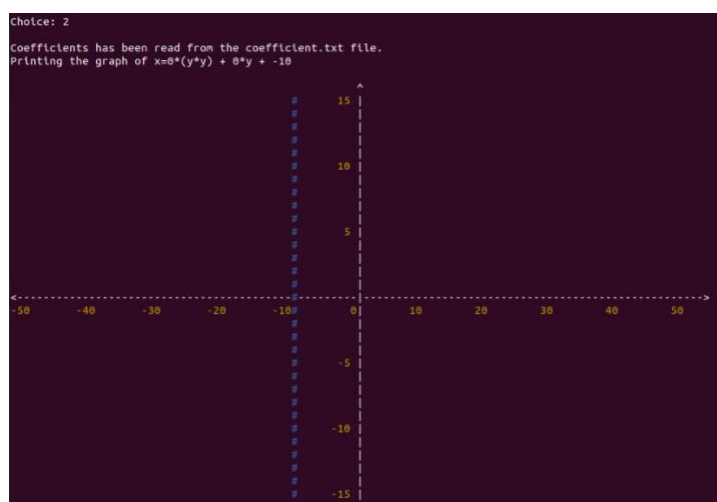 Choice: 2
Coefficients has been read from the coefficient.txt file.
Printing the graph of x=0*(y*y) + 0*y + -10
^
# 15 |
# |
# |
# |
# |
# 10 |
# |
# |
# |
# |
# 5 |
# |
# |
# |
# |
<------------------------------------------#---------|----------------------------------------------------->
-50 -40 -30 -20 -10# 0| 10 20 30 40 50
# |
# |
# |
# -5 |
# |
# |
# |
# |
# -10 |
# |
# |
# |
# |
# -15 |